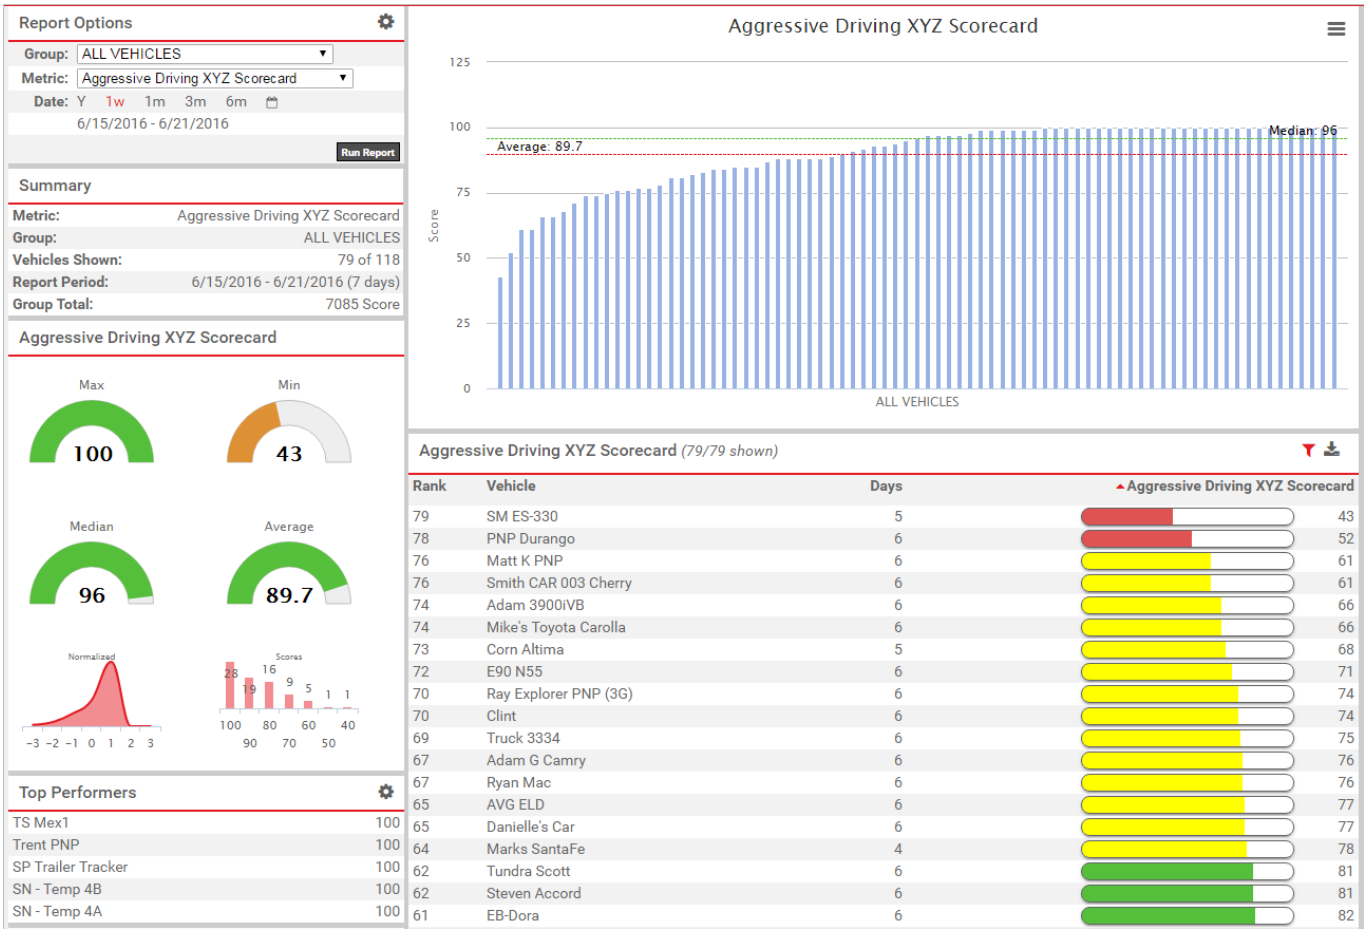 Report Options
Group: ALL VEHICLES
Metric: Aggressive Driving XYZ Scorecard
Date: Y 1w 1m 3m 6m
6/15/2016 - 6/21/2016
Run Report
Summary
Metric: Aggressive Driving XYZ Scorecard
Group: ALL VEHICLES
Vehicles Shown: 79 of 118
Report Period: 6/15/2016 - 6/21/2016 (7 days)
Group Total: 7085 Score
Aggressive Driving XYZ Scorecard
Max Min
100 43
Median Average
96 89.7
Normalized
-3 -2 -1 0 1 2 3
Scores
28 19 16 9 5 1 1
100 80 60 40
90 70 50
Top Performers
TS Mex1 100
Trent PNP 100
SP Trailer Tracker 100
SN - Temp 4B 100
SN - Temp 4A 100
Aggressive Driving XYZ Scorecard
125
100
75
50
25
0
Score
Average: 89.7
Median: 96
ALL VEHICLES
Aggressive Driving XYZ Scorecard (79/79 shown)
Rank Vehicle Days Aggressive Driving XYZ Scorecard
79 SM ES-330 5 43
78 PNP Durango 6 52
76 Matt K PNP 6 61
76 Smith CAR 003 Cherry 6 61
74 Adam 3900iVB 6 66
74 Mike's Toyota Carolla 6 66
73 Corn Altima 5 68
72 E90 N55 6 71
70 Ray Explorer PNP (3G) 6 74
70 Clint 6 74
69 Truck 3334 6 75
67 Adam G Camry 6 76
67 Ryan Mac 6 76
65 AVG ELD 6 77
65 Danielle's Car 6 77
64 Marks SantaFe 4 78
62 Tundra Scott 6 81
62 Steven Accord 6 81
61 EB-Dora 6 82